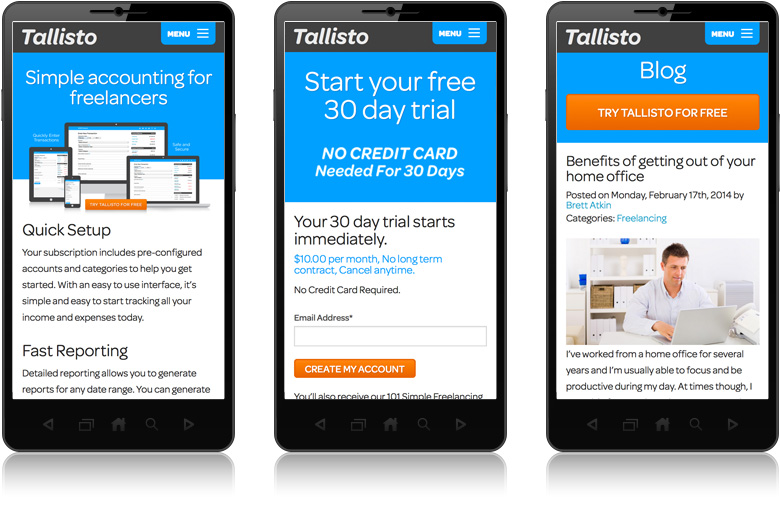 Tallisto
MENU
Simple accounting for
freelancers
Quickly Enter
Transactions
Safe and
Secure
TRY TALLISTO FOR FREE
Quick Setup
Your subscription includes pre-configured
accounts and categories to help you get
started. With an easy to use interface, it's
simple and easy to start tracking all your
income and expenses today.
Fast Reporting
Detailed reporting allows you to generate
reports for any date range. You can generate
Tallisto
MENU
Start your free
30 day trial
NO CREDIT CARD
Needed For 30 Days
Your 30 day trial starts
immediately.
$10.00 per month, No long term
contract, Cancel anytime.
No Credit Card Required.
Email Address*
CREATE MY ACCOUNT
You'll also receive our 101 Simple Freelancing
Tallisto
MENU
Blog
TRY TALLISTO FOR FREE
Benefits of getting out of your
home office
Posted on Monday, February 17th, 2014 by
Brett Atkin
Categories: Freelancing
I've worked from a home office for several
years and I'm usually able to focus and be
productive during my day. At times though, I